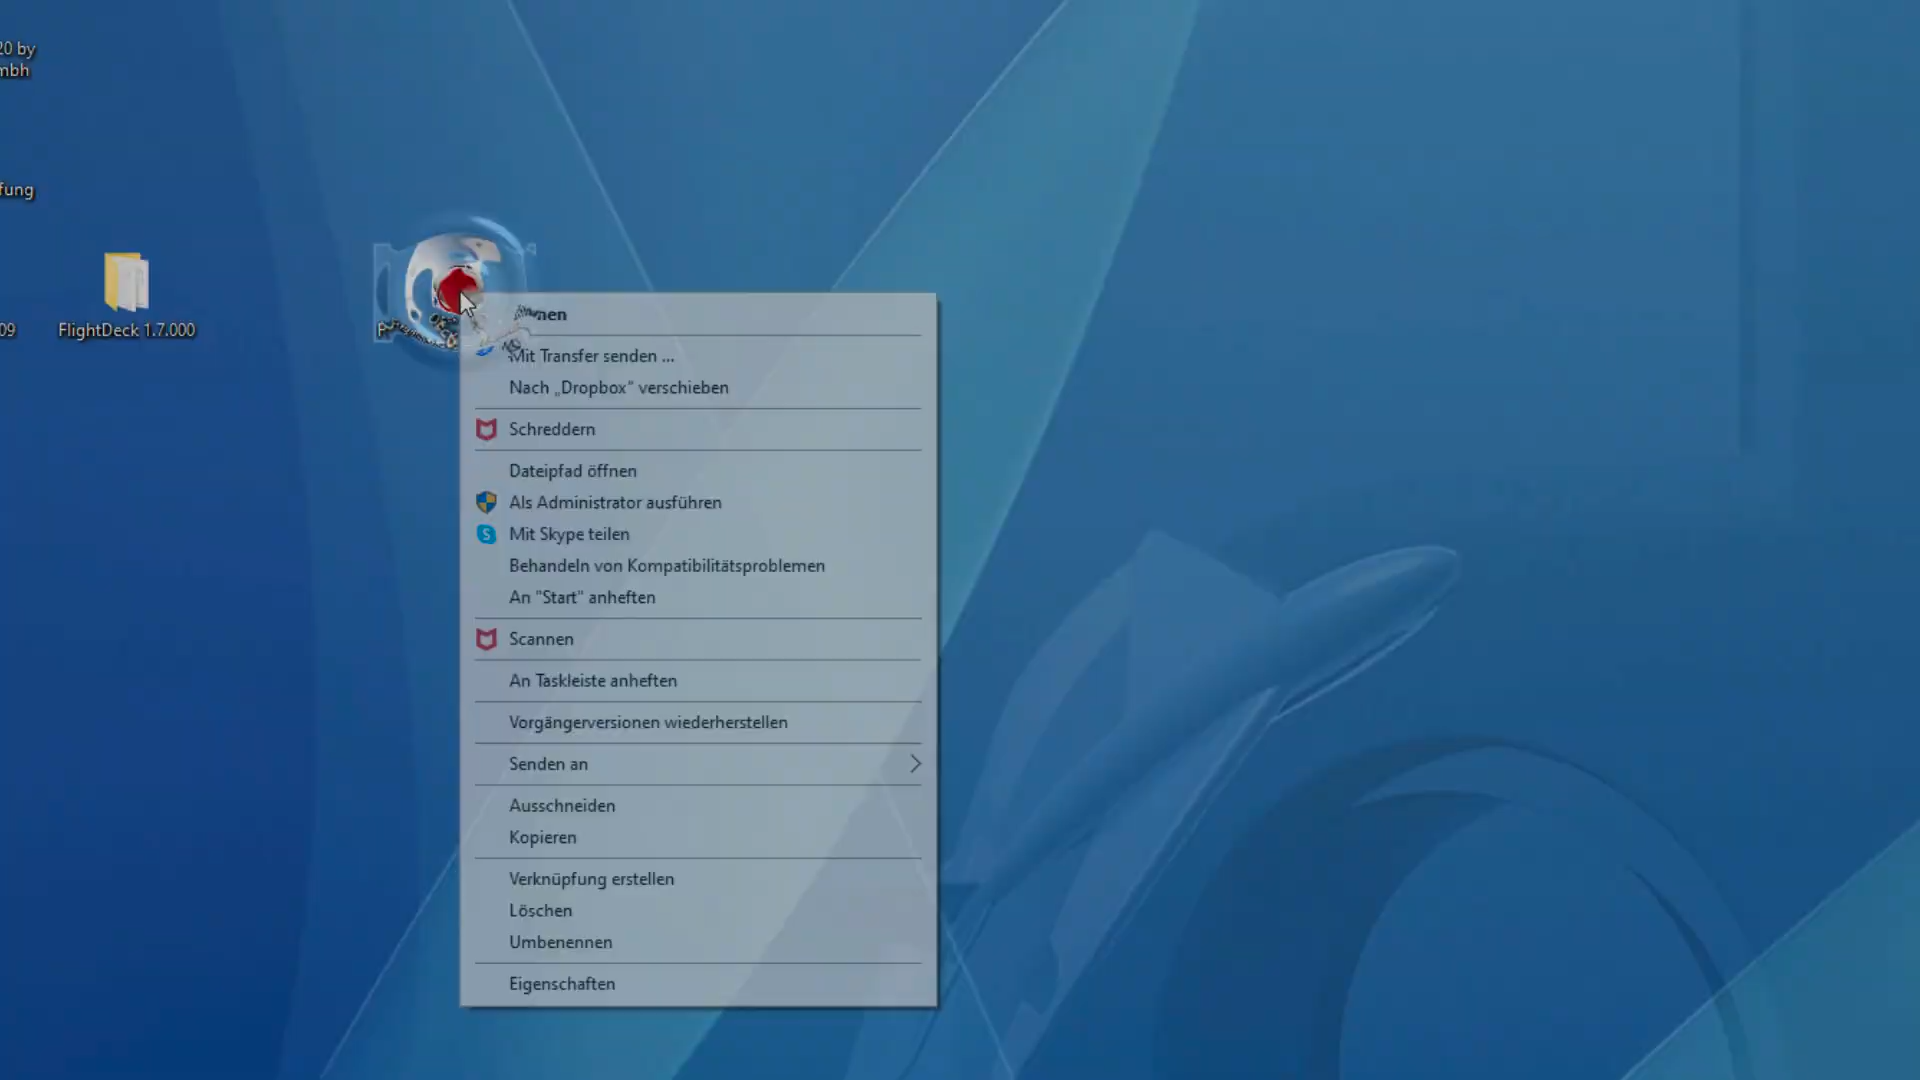 20 by
mbh
fung
09
FlightDeck 1.7.000
Mit Transfer senden ...
Nach „Dropbox“ verschieben
Schreddern
Dateipfad öffnen
Als Administrator ausführen
Mit Skype teilen
Behandeln von Kompatibilitätsproblemen
An "Start" anheften
Scannen
An Taskleiste anheften
Vorgängerversionen wiederherstellen
Senden an
Ausschneiden
Kopieren
Verknüpfung erstellen
Löschen
Umbenennen
Eigenschaften